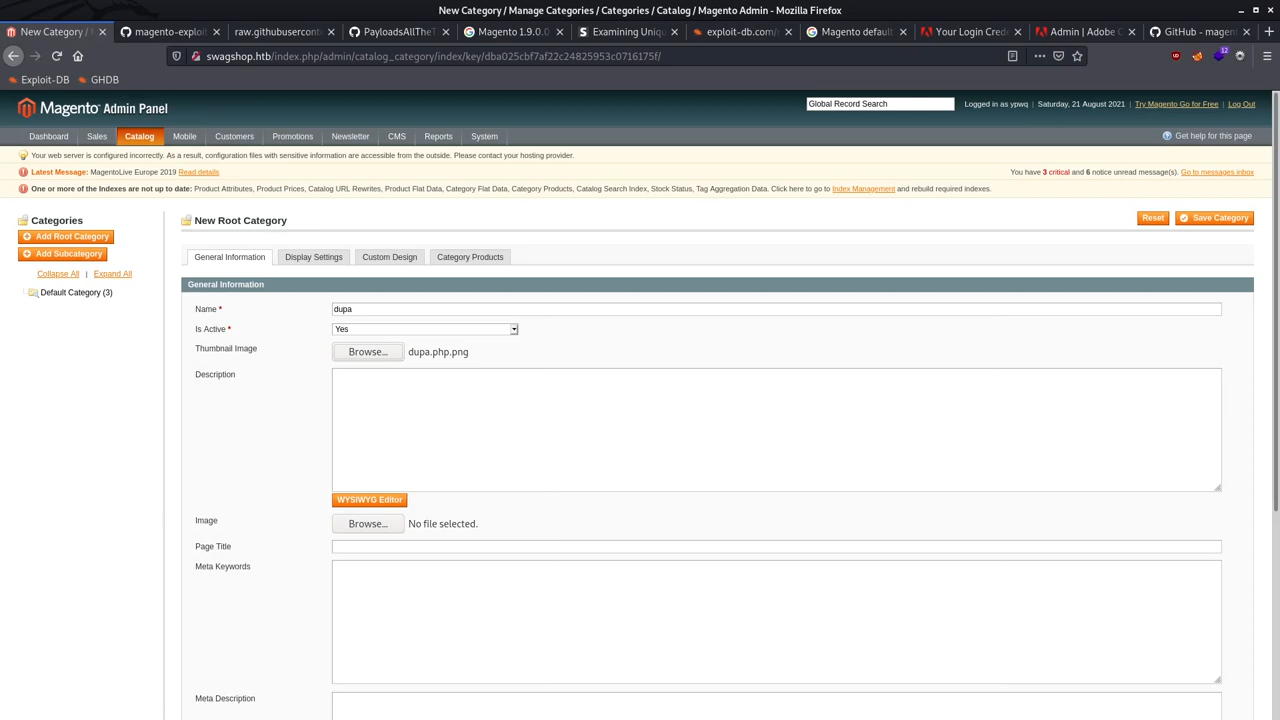 New Category / Manage Categories / Categories / Catalog / Magento Admin - Mozilla Firefox
New Category / M
magento-exploit
raw.githubuserconte
PayloadsAllTheT
Magento 1.9.0.0
Examining Uniqu
exploit-db.com/s
Magento default
Your Login Crede
Admin | Adobe C
GitHub - magent
swagshop.htb/index.php/admin/catalog_category/index/key/dba025cbf7af22c24825953c0716175f/
12
Exploit-DB GHDB
Magento Admin Panel
Global Record Search
Logged in as ypwq | Saturday, 21 August 2021 | Try Magento Go for Free | Log Out
Dashboard Sales Catalog Mobile Customers Promotions Newsletter CMS Reports System
Get help for this page
Your web server is configured incorrectly. As a result, configuration files with sensitive information are accessible from the outside. Please contact your hosting provider.
Latest Message: MagentoLive Europe 2019 Read details
You have 3 critical and 6 notice unread message(s). Go to messages inbox
One or more of the Indexes are not up to date: Product Attributes, Product Prices, Catalog URL Rewrites, Product Flat Data, Category Flat Data, Category Products, Catalog Search Index, Stock Status, Tag Aggregation Data. Click here to go to Index Management and rebuild required indexes.
Categories
Add Root Category
Add Subcategory
Collapse All | Expand All
Default Category (3)
New Root Category
Reset Save Category
General Information Display Settings Custom Design Category Products
General Information
Name * dupa
Is Active * Yes
Thumbnail Image Browse... dupa.php.png
Description
WYSIWYG Editor
Image Browse... No file selected.
Page Title
Meta Keywords
Meta Description